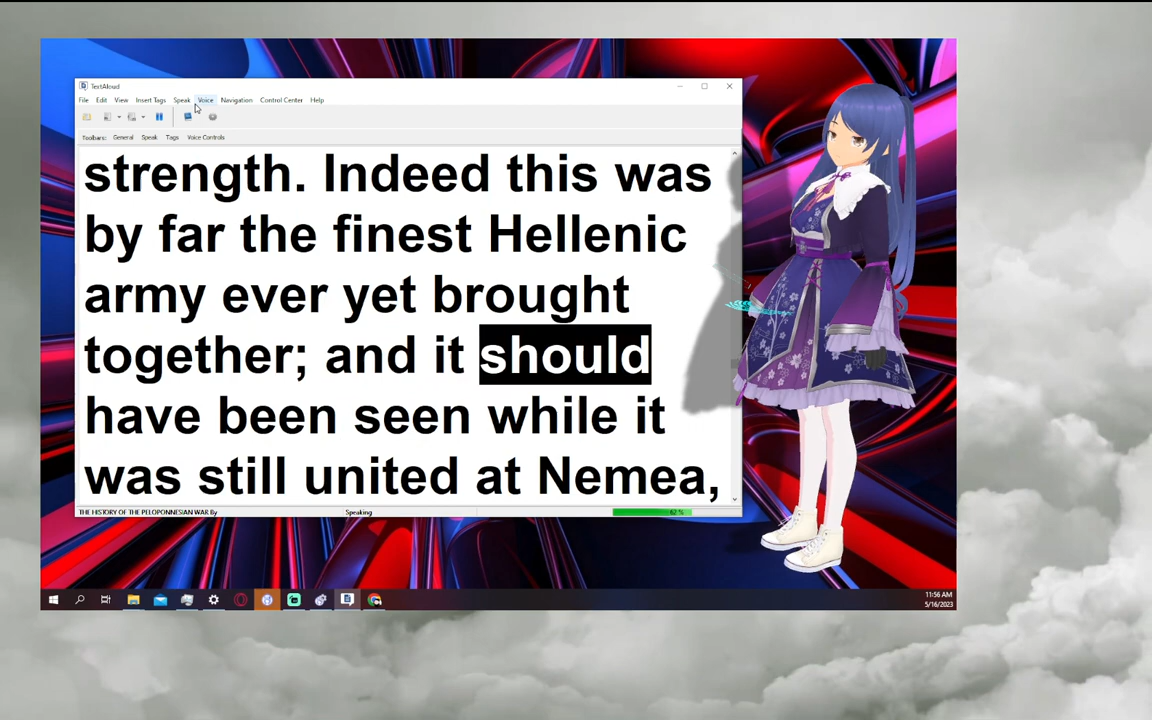 TextAloud
File Edit View Insert Tags Speak Voice Navigation Control Center Help
Toolbars: General Speak Tags Voice Controls
strength. Indeed this was
by far the finest Hellenic
army ever yet brought
together; and it should
have been seen while it
was still united at Nemea,
THE HISTORY OF THE PELOPONNESIAN WAR By Speaking 62 %
11:56 AM
5/16/2023